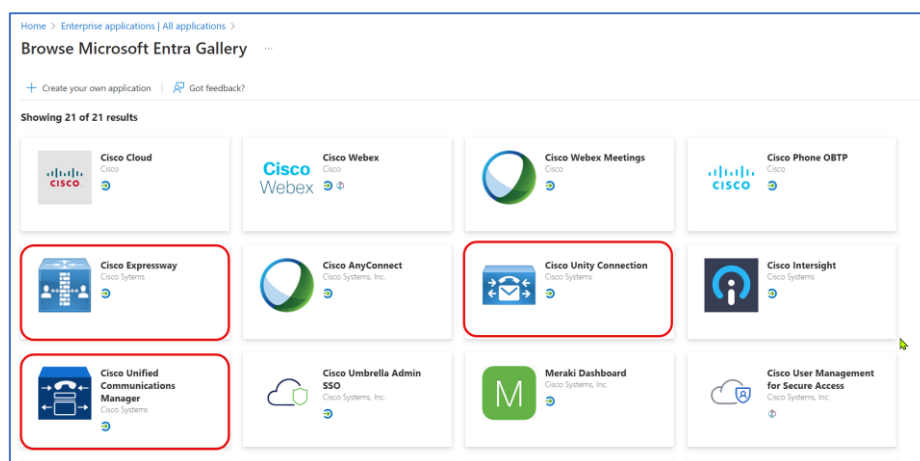 Home > Enterprise applications | All applications >
Browse Microsoft Entra Gallery ...
+ Create your own application | Got feedback?
Showing 21 of 21 results
CISCO
Cisco Cloud
Cisco
Cisco Webex
Cisco Webex
Cisco
Cisco Webex Meetings
Cisco
CISCO
Cisco Phone OBTP
Cisco
Cisco Expressway
Cisco Sytems
Cisco AnyConnect
Cisco Systems, Inc.
Cisco Unity Connection
Cisco Systems
Cisco Intersight
Cisco Systems
Cisco Unified
Communications
Manager
Cisco Systems
Cisco Umbrella Admin
SSO
Cisco Systems, Inc.
M
Meraki Dashboard
Cisco Systems, Inc.
Cisco User Management
for Secure Access
Cisco Systems, Inc.